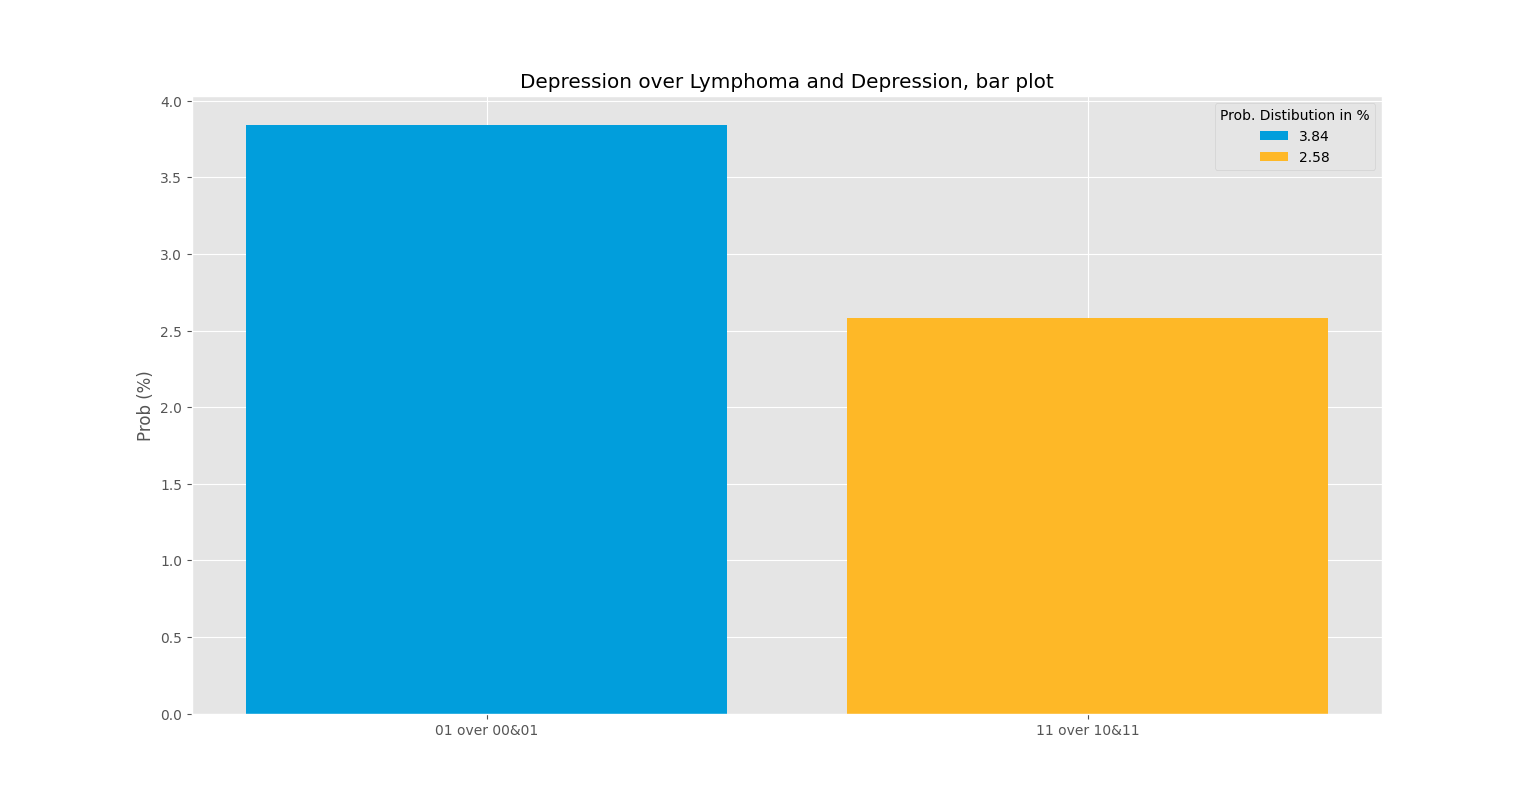 Depression over Lymphoma and Depression, bar plot
Prob. Distibution in %
3.84
2.58
4.0
3.5
3.0
2.5
2.0
1.5
1.0
0.5
0.0
Prob (%)
01 over 00&01
11 over 10&11